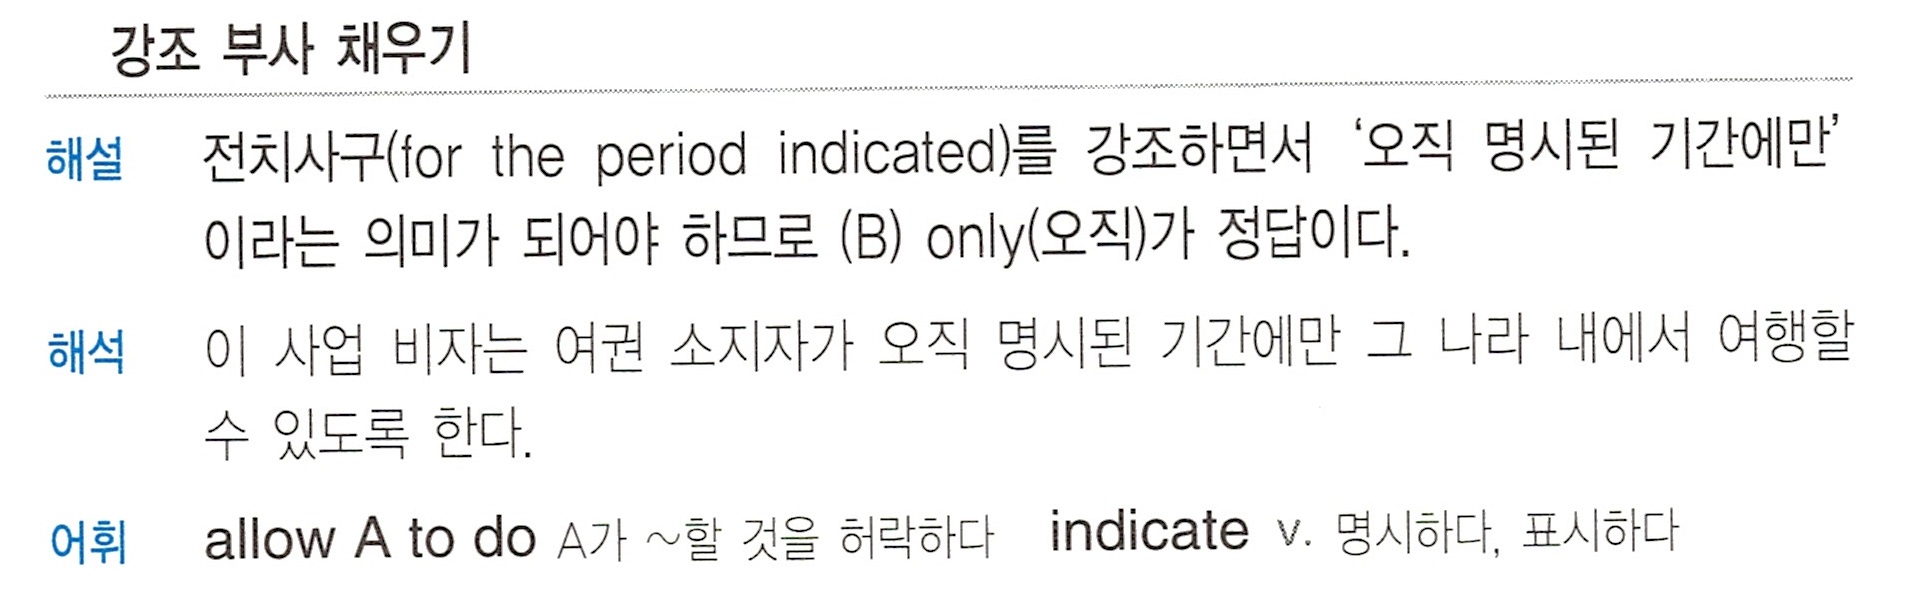 강조 부사 채우기
해설 전치사구(for the period indicated)를 강조하면서 ‘오직 명시된 기간에만’
이라는 의미가 되어야 하므로 (B) only(오직)가 정답이다.
해석 이 사업 비자는 여권 소지자가 오직 명시된 기간에만 그 나라 내에서 여행할
수 있도록 한다.
어휘 allow A to do A가 ~할 것을 허락하다 indicate v. 명시하다, 표시하다